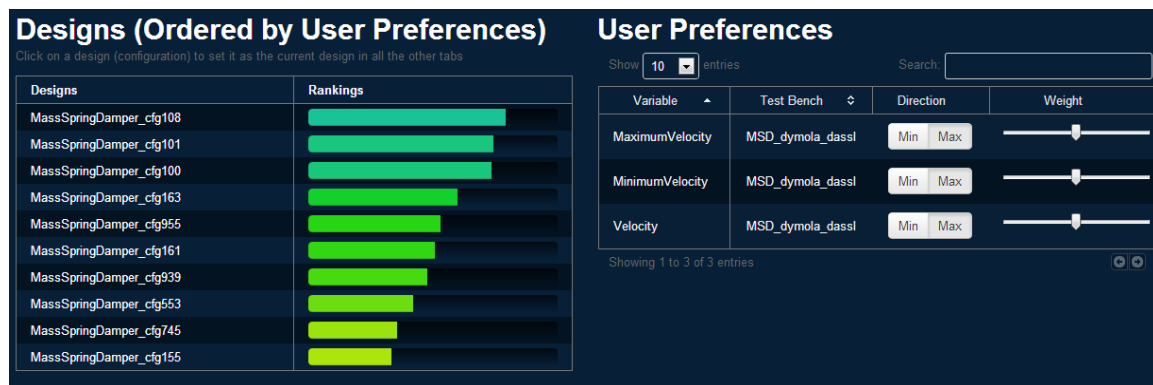 Designs (Ordered by User Preferences)
Click on a design (configuration) to set it as the current design in all the other tabs
Designs Rankings
MassSpringDamper_cfg108
MassSpringDamper_cfg101
MassSpringDamper_cfg100
MassSpringDamper_cfg163
MassSpringDamper_cfg955
MassSpringDamper_cfg161
MassSpringDamper_cfg939
MassSpringDamper_cfg553
MassSpringDamper_cfg745
MassSpringDamper_cfg155
User Preferences
Show 10 entries Search:
Variable Test Bench Direction Weight
MaximumVelocity MSD_dymola_dassl Min Max
MinimumVelocity MSD_dymola_dassl Min Max
Velocity MSD_dymola_dassl Min Max
Showing 1 to 3 of 3 entries